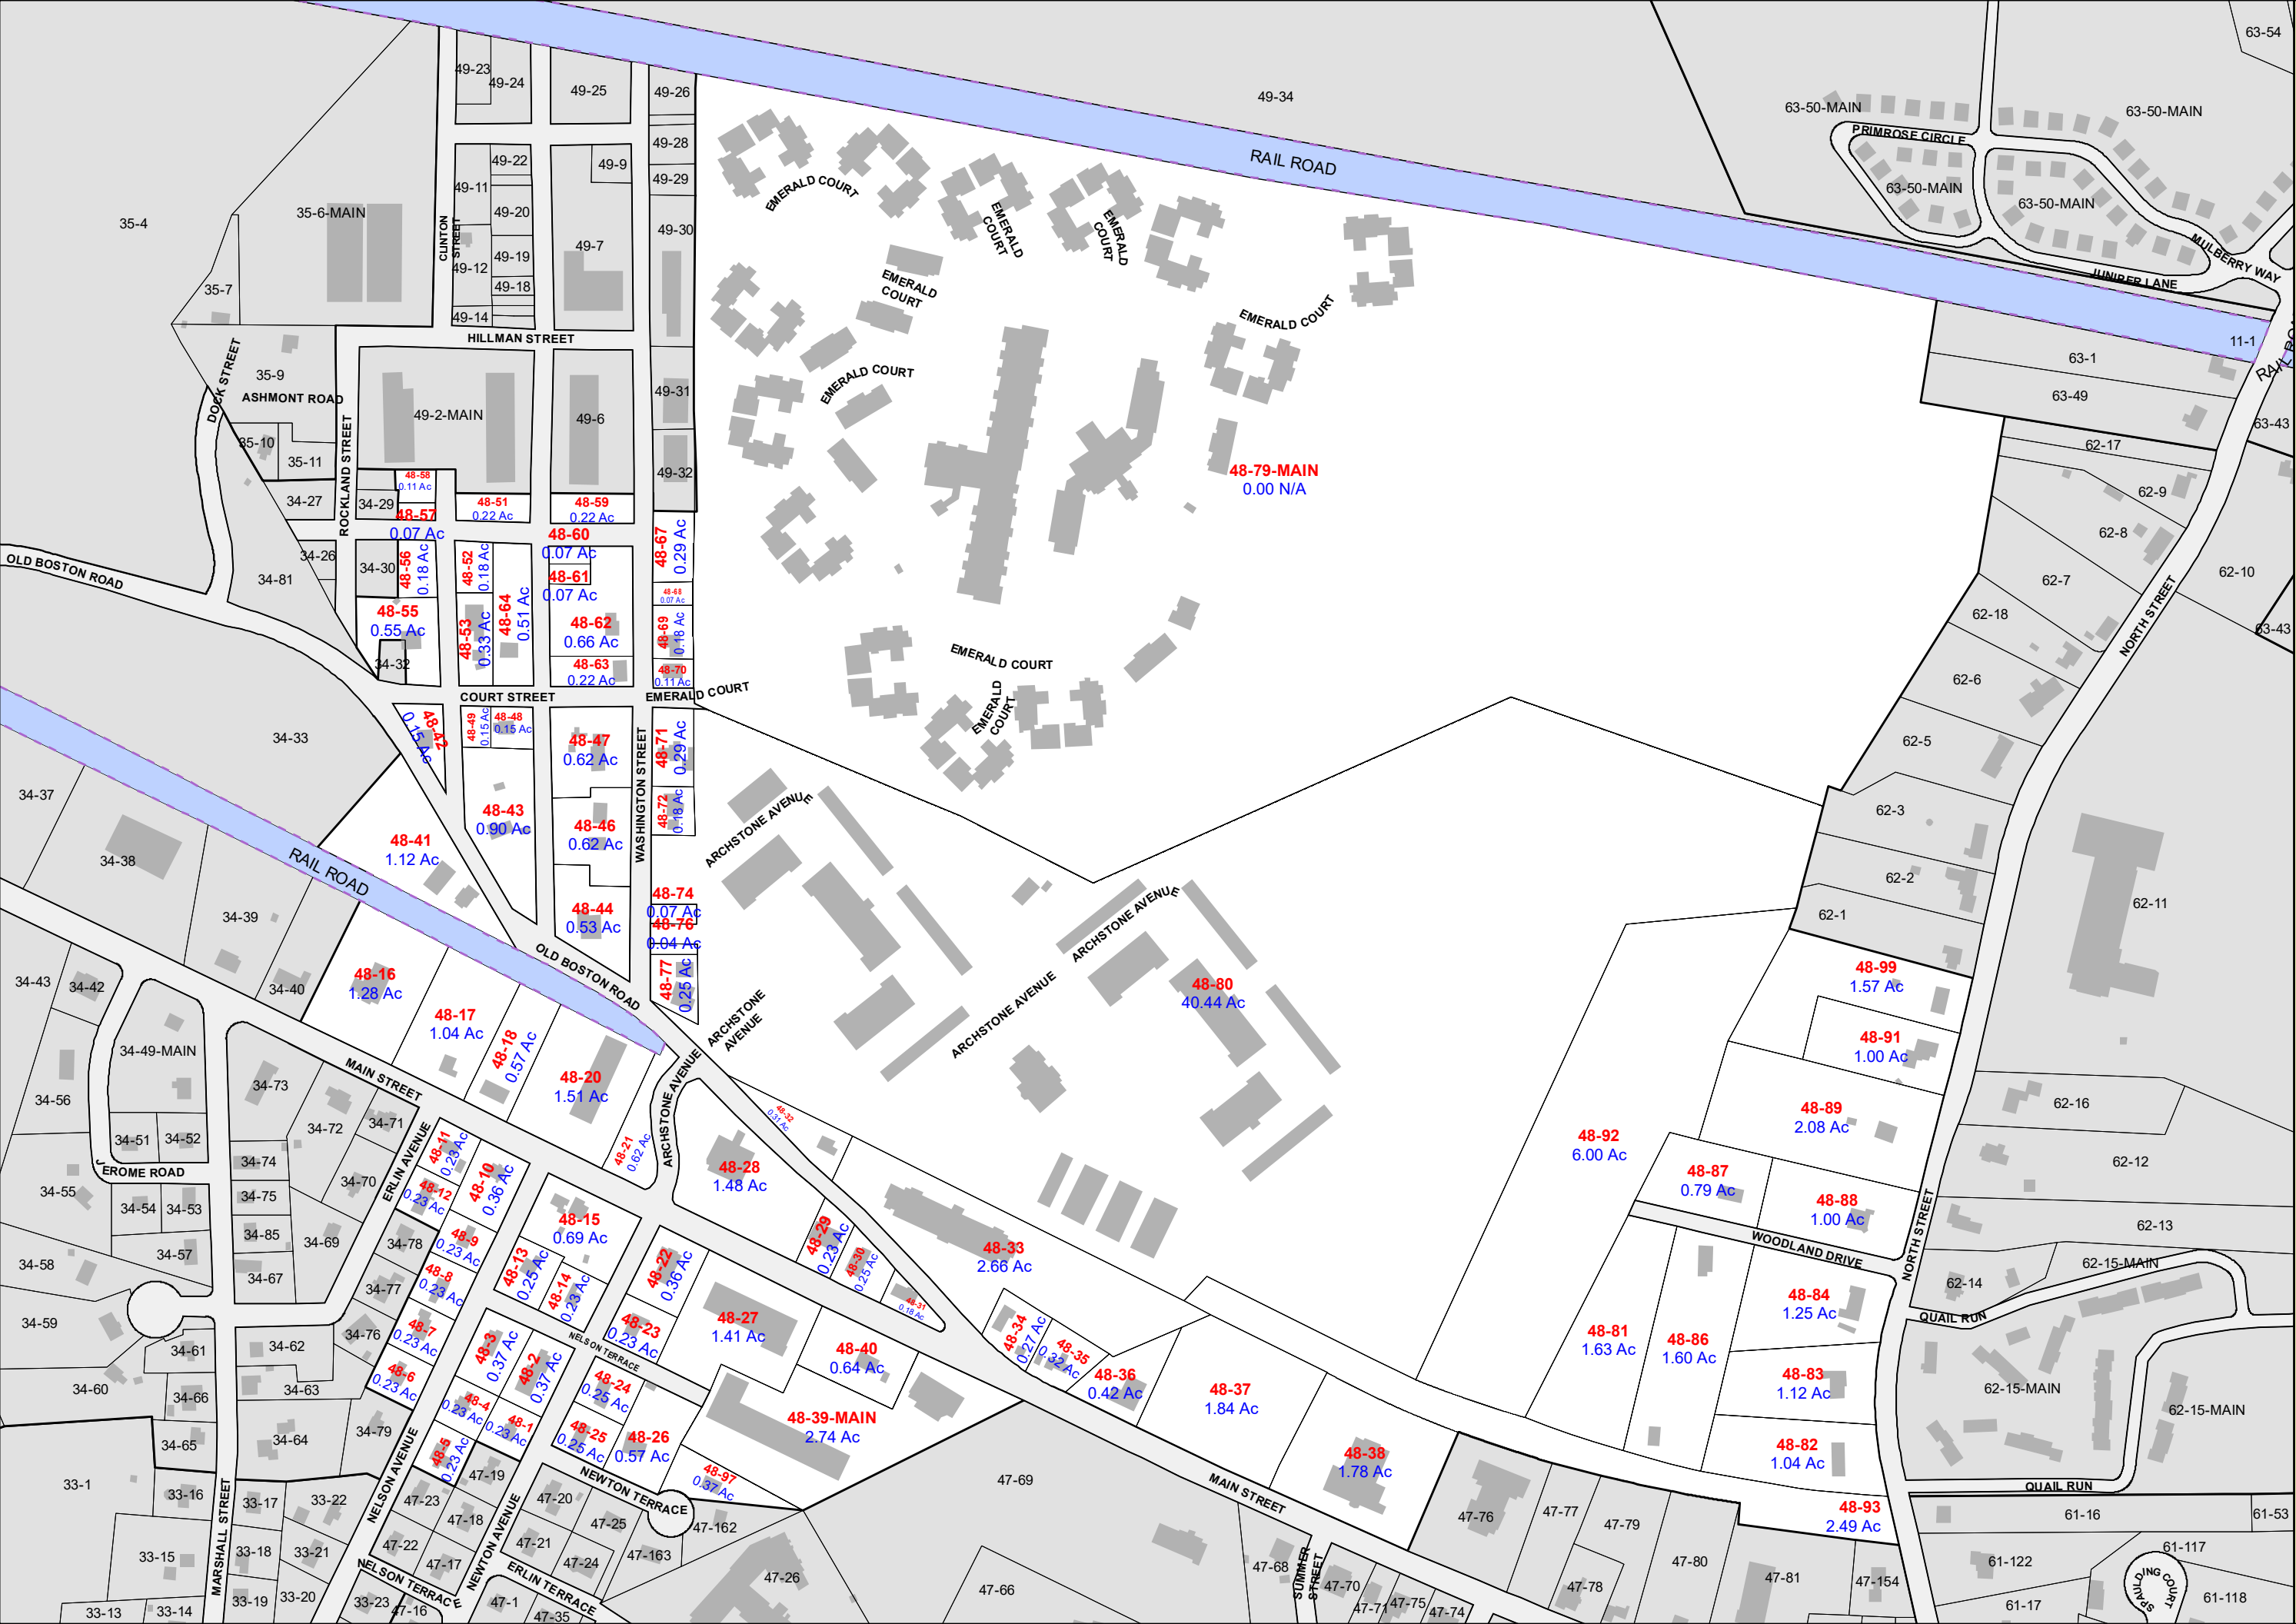 63-54
49-23
49-24
49-25
49-26
49-34
RAIL ROAD
63-50-MAIN
63-50-MAIN
PRIMROSE CIRCLE
63-50-MAIN
63-50-MAIN
MULBERRY WAY
JUNIPER LANE
35-4
35-6-MAIN
35-7
CLINTON
STREET
49-22
49-9
49-28
49-11
49-29
49-20
49-30
49-7
49-19
49-12
49-18
49-14
EMERALD COURT
EMERALD
COURT
EMERALD
COURT
EMERALD
COURT
EMERALD COURT
EMERALD COURT
HILLMAN STREET
11-1
RAIL ROAD
63-1
63-49
63-43
DOCK STREET
35-9
ASHMONT ROAD
ROCKLAND STREET
49-2-MAIN
49-6
49-31
49-32
35-10
35-11
34-27
34-29
34-26
34-81
34-30
48-58
0.11 Ac
48-57
0.07 Ac
48-51
0.22 Ac
48-59
0.22 Ac
48-60
0.07 Ac
48-61
0.07 Ac
48-67
0.29 Ac
48-79-MAIN
0.00 N/A
62-17
62-9
62-8
62-10
62-7
62-18
63-43
62-6
62-5
NORTH STREET
OLD BOSTON ROAD
48-56
0.18 Ac
48-52
0.18 Ac
48-55
0.55 Ac
34-32
48-53
0.33 Ac
48-64
0.51 Ac
48-62
0.66 Ac
48-63
0.22 Ac
48-68
0.07 Ac
48-69
0.18 Ac
48-70
0.11 Ac
COURT STREET
EMERALD COURT
EMERALD COURT
EMERALD
COURT
34-33
34-37
34-38
34-39
34-40
48-42
0.15 Ac
48-49
0.15 Ac
48-48
0.15 Ac
48-47
0.62 Ac
WASHINGTON STREET
48-71
0.29 Ac
48-72
0.18 Ac
48-43
0.90 Ac
48-46
0.62 Ac
48-41
1.12 Ac
RAIL ROAD
48-44
0.53 Ac
48-74
0.07 Ac
48-76
0.04 Ac
48-77
0.25 Ac
ARCHSTONE AVENUE
ARCHSTONE AVENUE
ARCHSTONE AVENUE
ARCHSTONE
AVENUE
48-80
40.44 Ac
62-3
62-2
62-1
62-11
48-99
1.57 Ac
48-91
1.00 Ac
48-89
2.08 Ac
48-92
6.00 Ac
48-87
0.79 Ac
48-88
1.00 Ac
WOODLAND DRIVE
NORTH STREET
62-16
62-12
62-13
62-14
62-15-MAIN
QUAIL RUN
62-15-MAIN
62-15-MAIN
QUAIL RUN
OLD BOSTON ROAD
48-16
1.28 Ac
48-17
1.04 Ac
48-18
0.57 Ac
48-20
1.51 Ac
48-21
0.62 Ac
ARCHSTONE AVENUE
MAIN STREET
48-32
0.31 Ac
48-28
1.48 Ac
48-29
0.23 Ac
48-30
0.25 Ac
48-31
0.18 Ac
48-33
2.66 Ac
48-34
0.27 Ac
48-35
0.32 Ac
48-36
0.42 Ac
48-37
1.84 Ac
48-38
1.78 Ac
48-81
1.63 Ac
48-86
1.60 Ac
48-84
1.25 Ac
48-83
1.12 Ac
48-82
1.04 Ac
48-93
2.49 Ac
34-43
34-42
34-49-MAIN
34-56
34-51
34-52
JEROME ROAD
34-55
34-54
34-53
34-57
34-58
34-59
34-60
34-61
34-66
34-65
34-73
34-72
34-71
34-74
34-70
34-75
34-85
34-69
34-67
34-62
34-63
34-64
34-78
34-77
34-76
34-79
ERLIN AVENUE
48-11
0.23 Ac
48-12
0.23 Ac
48-10
0.36 Ac
48-9
0.23 Ac
48-8
0.23 Ac
48-7
0.23 Ac
48-6
0.23 Ac
48-15
0.69 Ac
48-13
0.25 Ac
48-14
0.23 Ac
48-22
0.36 Ac
48-23
0.23 Ac
NELSON TERRACE
48-27
1.41 Ac
48-40
0.64 Ac
48-39-MAIN
2.74 Ac
48-3
0.37 Ac
48-2
0.37 Ac
48-4
0.23 Ac
48-1
0.23 Ac
48-5
0.23 Ac
48-24
0.25 Ac
48-25
0.25 Ac
48-26
0.57 Ac
48-97
0.37 Ac
NEWTON TERRACE
NELSON AVENUE
NEWTON AVENUE
MARSHALL STREET
33-1
33-16
33-17
33-22
33-15
33-18
33-21
33-19
33-20
33-13
33-14
33-23
47-19
47-23
47-18
47-22
47-17
47-16
NELSON TERRACE
47-20
47-25
47-21
47-24
47-162
47-163
ERLIN TERRACE
47-1
47-35
47-26
47-69
47-66
MAIN STREET
47-68
SUMMER
STREET
47-70
47-71
47-75
47-74
47-76
47-77
47-79
47-78
47-80
47-81
47-154
61-16
61-53
61-122
61-117
61-17
61-118
SPAULDING COURT